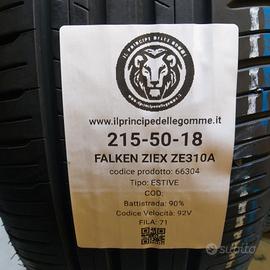 IL PRINCIPE DELLE GOMME
www.ilprincipedellegomme.it
215-50-18
FALKEN ZIEX ZE310A
codice prodotto: 66304
Tipo: ESTIVE
COD:
Battistrada: 90%
Codice Velocità: 92V
FILA: 71
subito